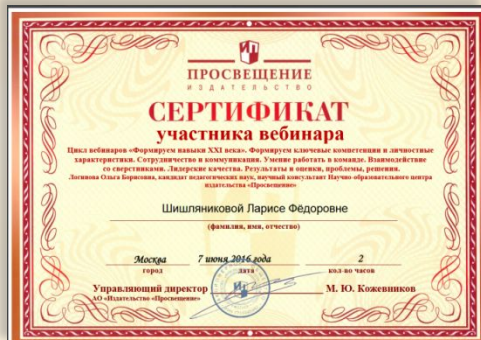 ПРОСВЕЩЕНИЕ
ИЗДАТЕЛЬСТВО
СЕРТИФИКАТ
участника вебинара
Цикл вебинаров «Формируем навыки XXI века». Формируем ключевые компетенции и личностные
характеристики. Сотрудничество и коммуникация. Умение работать в команде. Взаимодействие
со сверстниками. Лидерские качества. Результаты и оценки, проблемы, решения.
Логинова Ольга Борисовна, кандидат педагогических наук, научный консультант Научно-образовательного центра
издательства «Просвещение»
Шишляниковой Ларисе Фёдоровне
(фамилия, имя, отчество)
Москва 7 июня 2016 года 2
город дата кол-во часов
Управляющий директор М. Ю. Кожевников
АО «Издательство «Просвещение»